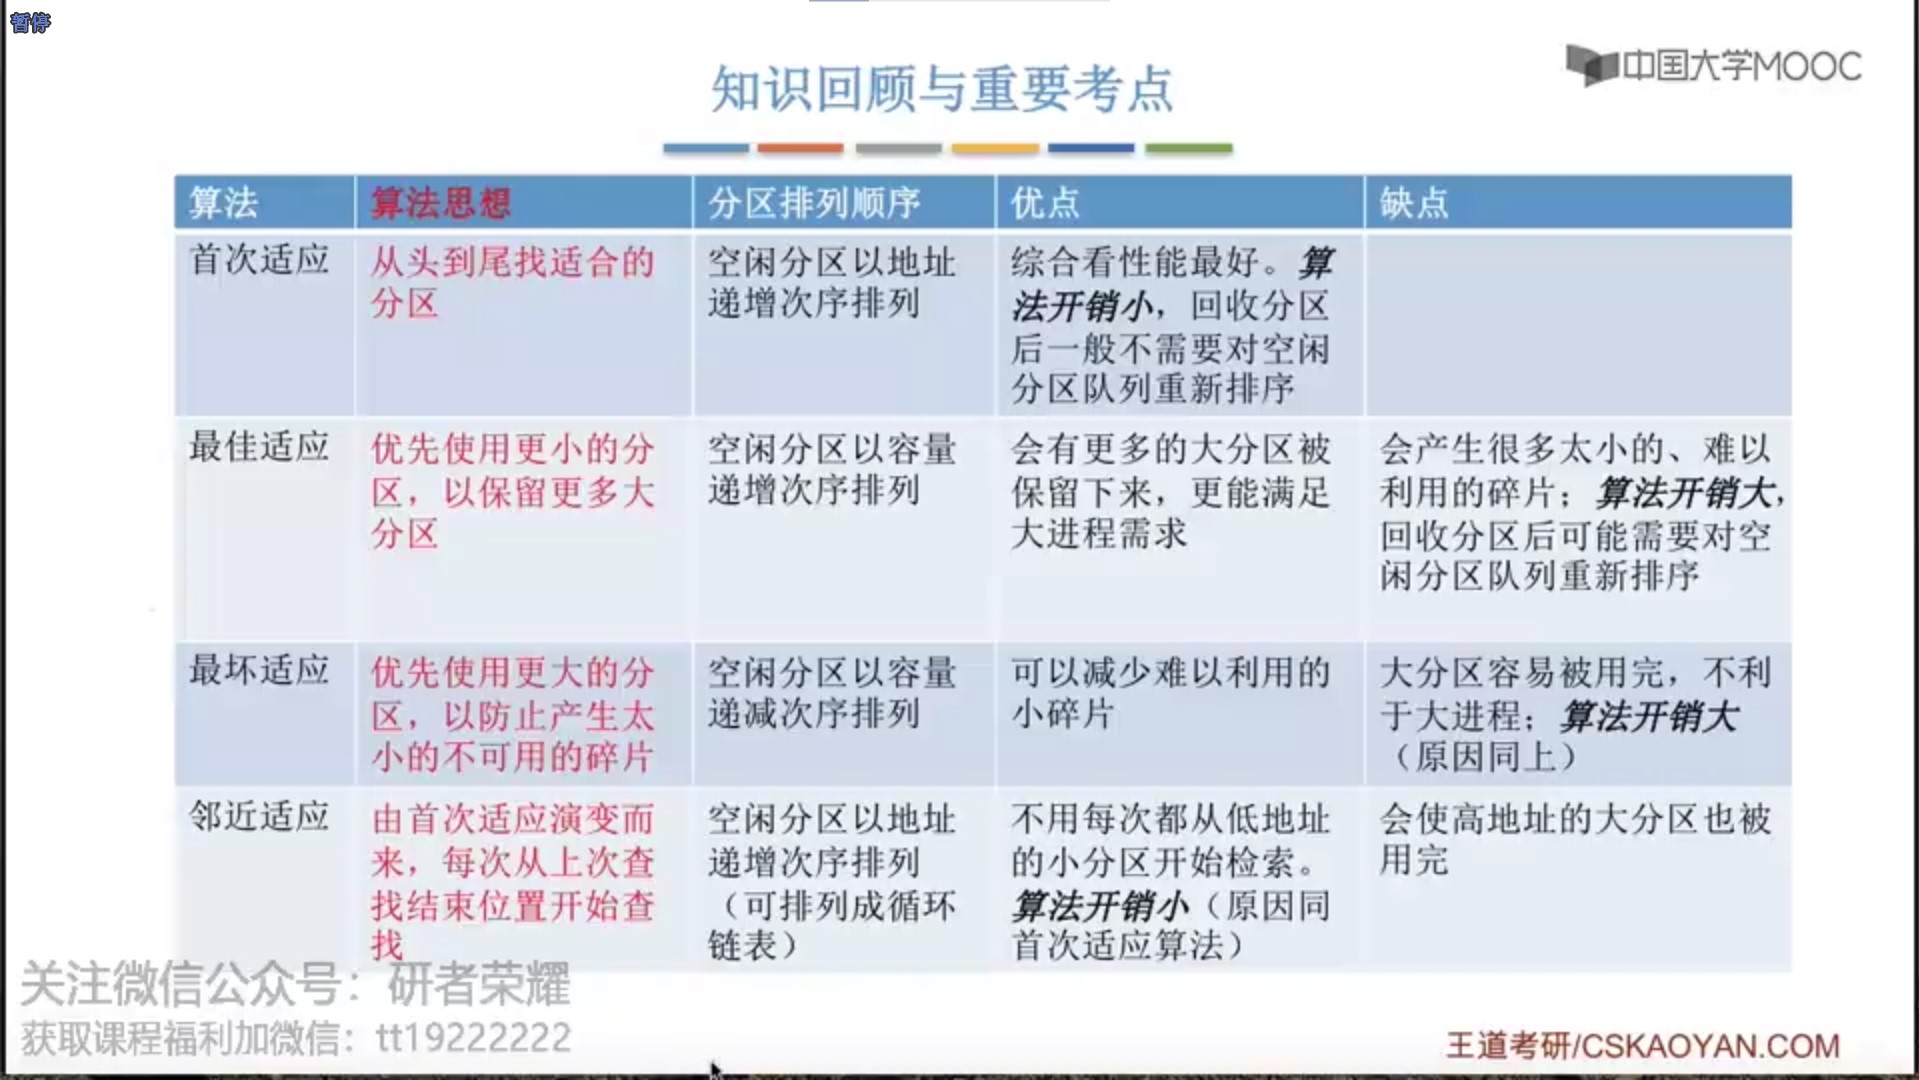 暂停
中国大学MOOC
知识回顾与重要考点
算法
算法思想
分区排列顺序
优点
缺点
首次适应
从头到尾找适合的
分区
空闲分区以地址
递增次序排列
综合看性能最好。算
法开销小，回收分区
后一般不需要对空闲
分区队列重新排序
最佳适应
优先使用更小的分
区，以保留更多大
分区
空闲分区以容量
递增次序排列
会有更多的大分区被
保留下来，更能满足
大进程需求
会产生很多太小的、难以
利用的碎片；算法开销大，
回收分区后可能需要对空
闲分区队列重新排序
最坏适应
优先使用更大的分
区，以防止产生太
小的不可用的碎片
空闲分区以容量
递减次序排列
可以减少难以利用的
小碎片
大分区容易被用完，不利
于大进程；算法开销大
（原因同上）
邻近适应
由首次适应演变而
来，每次从上次查
找结束位置开始查
找
空闲分区以地址
递增次序排列
（可排列成循环
链表）
不用每次都从低地址
的小分区开始检索。
算法开销小（原因同
首次适应算法）
会使高地址的大分区也被
用完
关注微信公众号：研者荣耀
获取课程福利加微信：tt19222222
王道考研/CSKAOYAN.COM